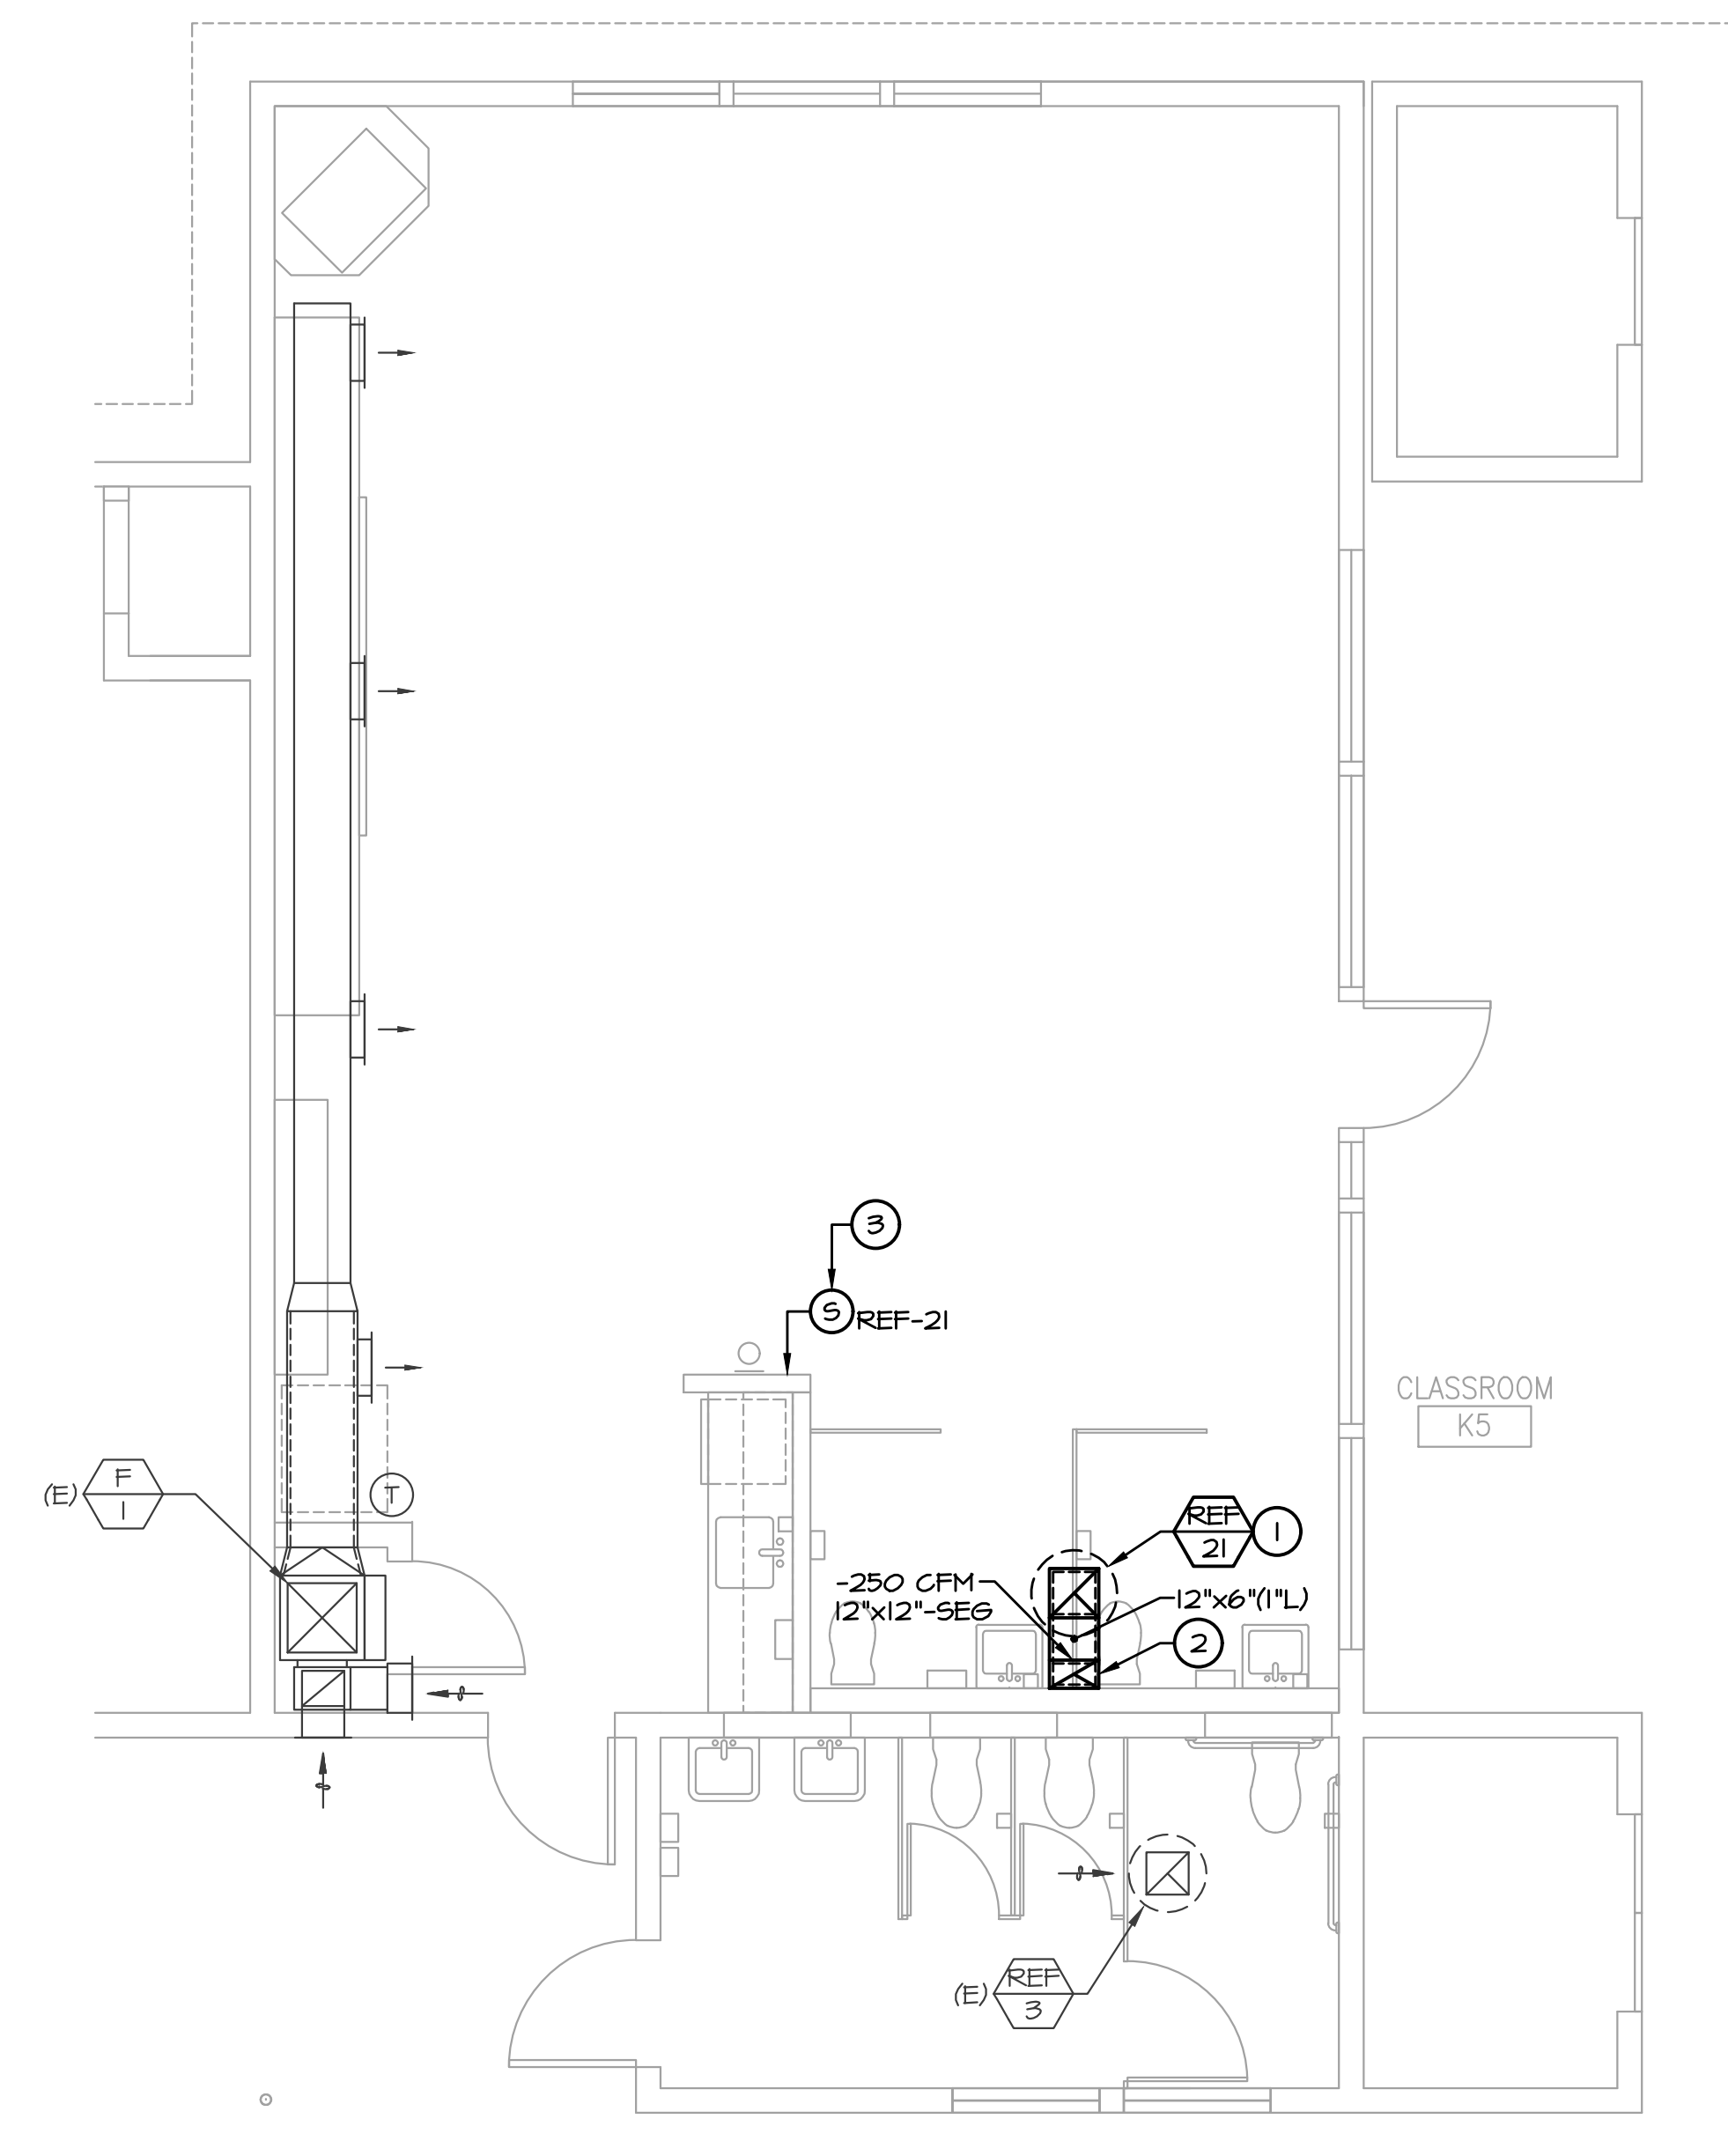 3
S REF-21
CLASSROOM
K5
F
(E)
1
T
REF
21
1
-250 CFM
12"x12"-SEG
12"x6"(1"L)
2
REF
(E)
3